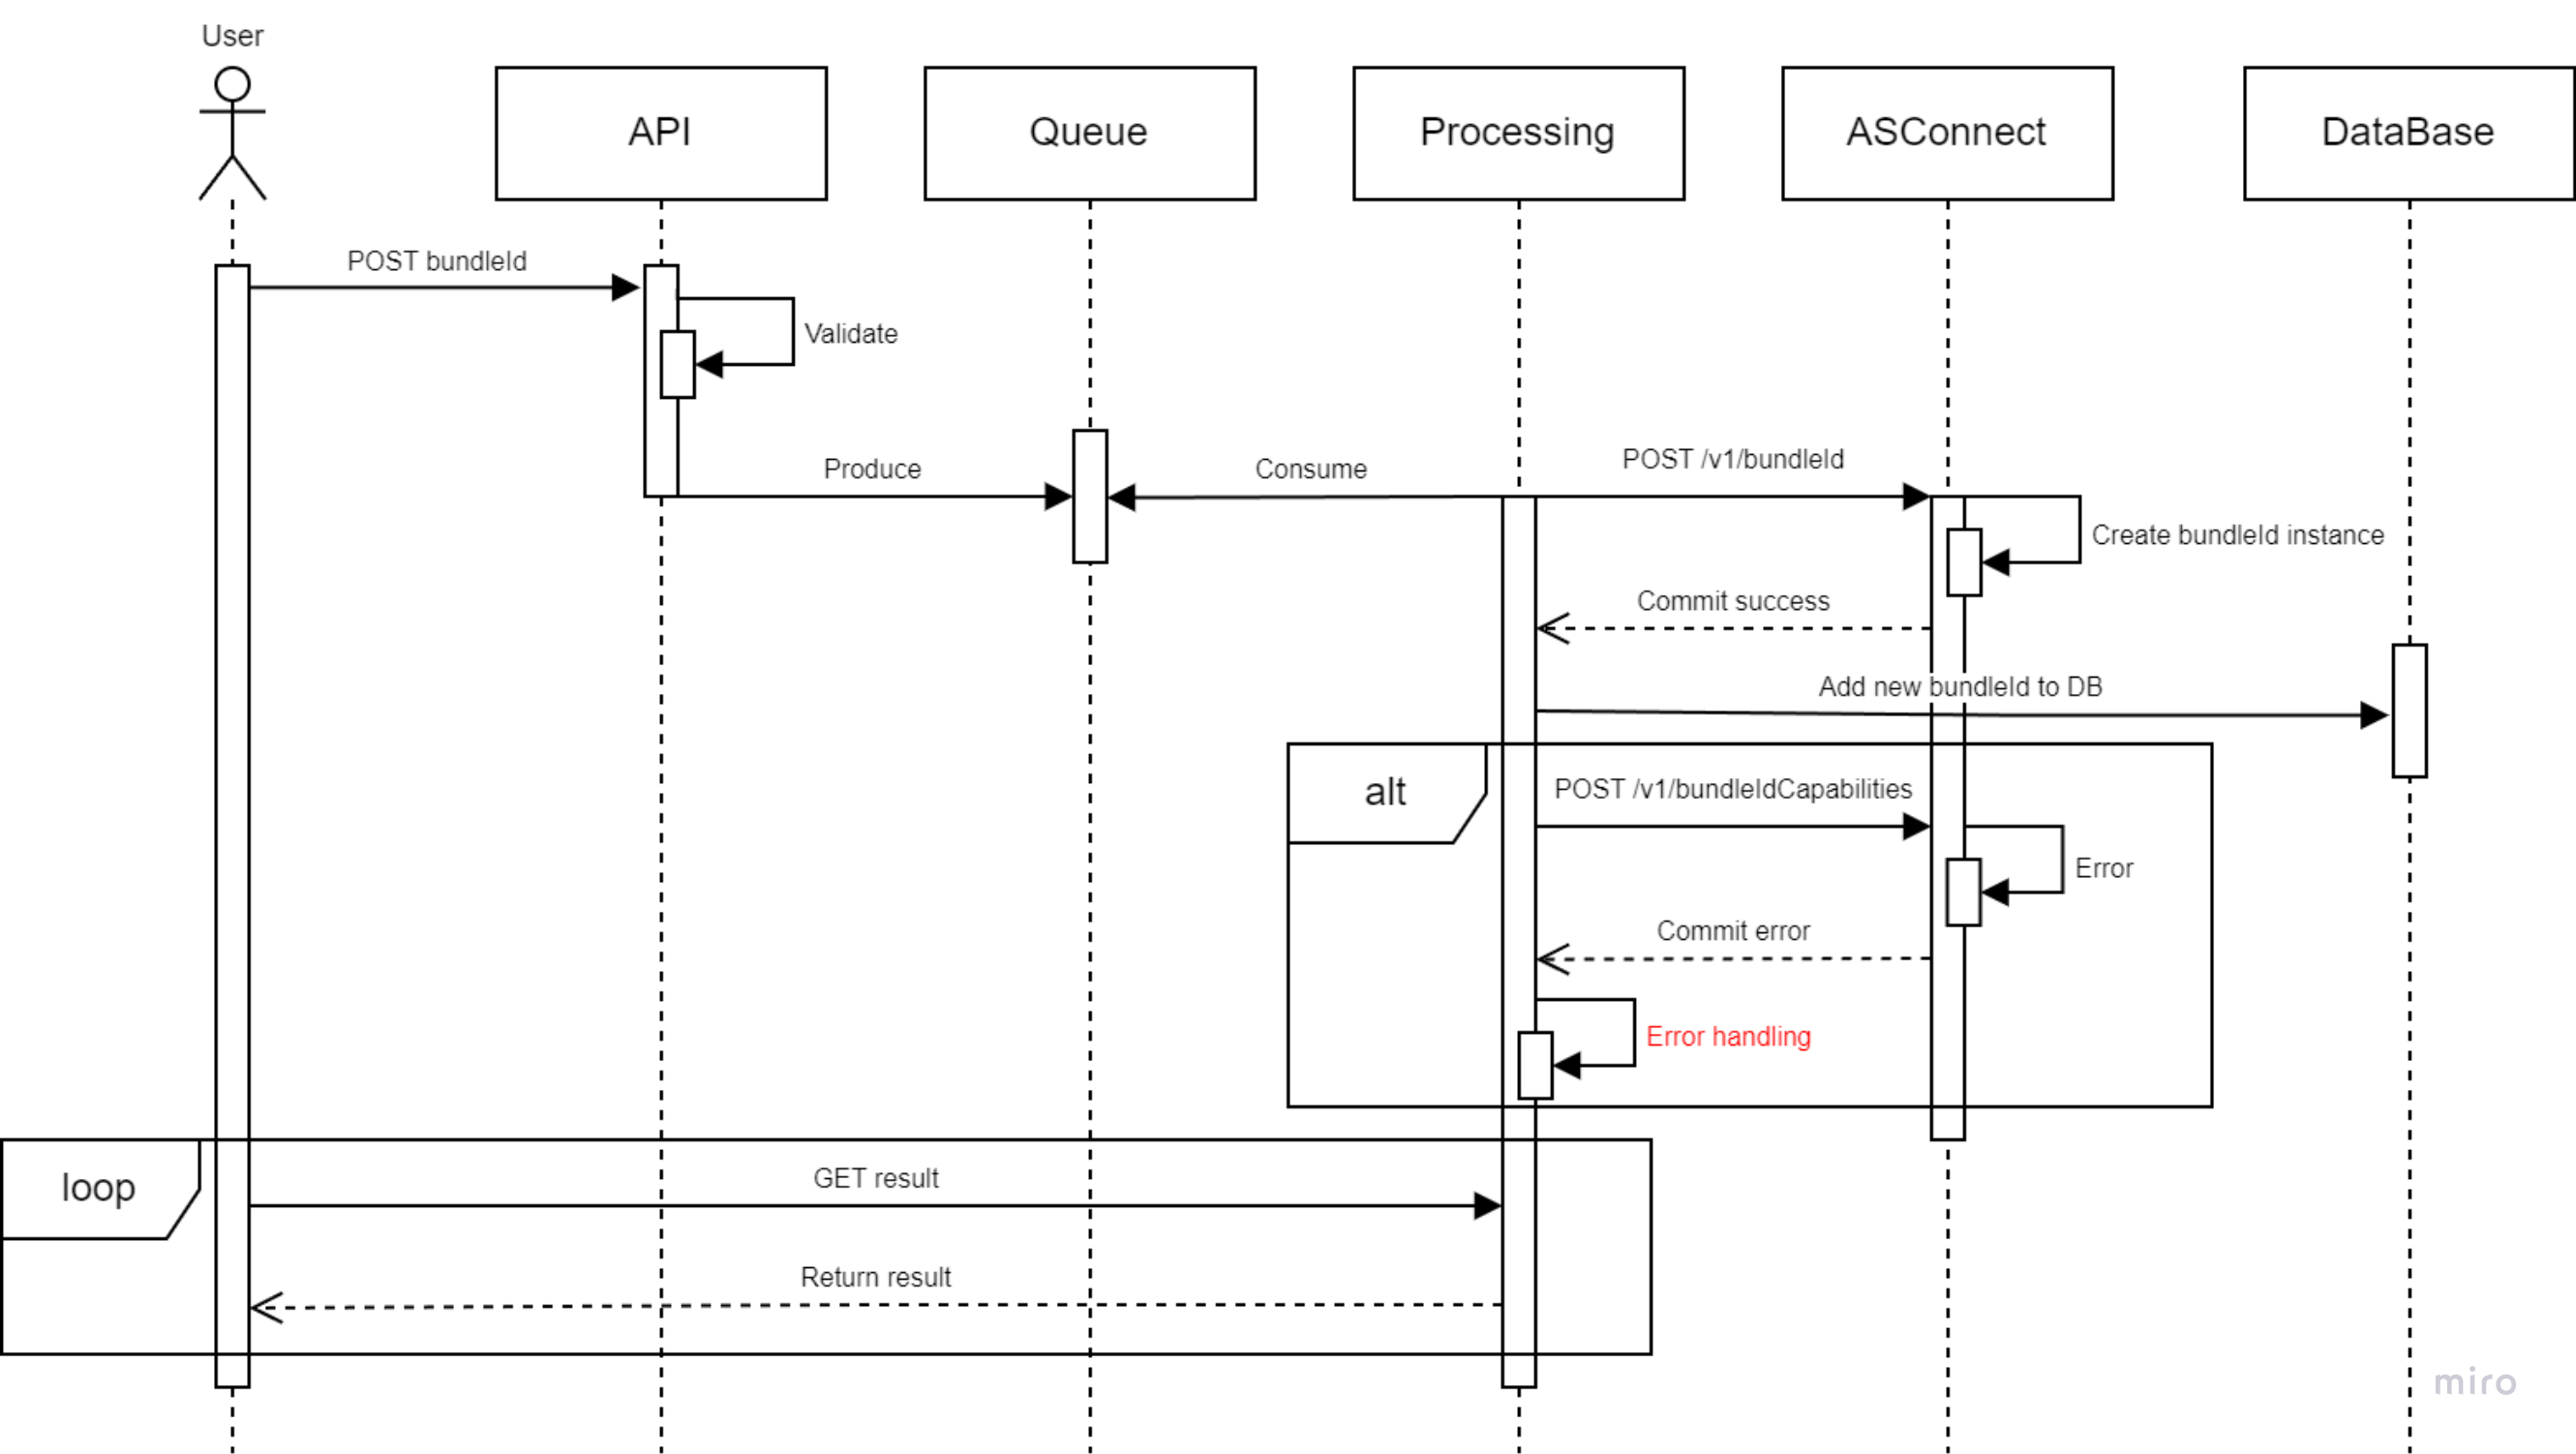 User
API
Queue
Processing
ASConnect
DataBase
POST bundleId
Validate
Produce
Consume
POST /v1/bundleId
Create bundleId instance
Commit success
Add new bundleId to DB
alt
POST /v1/bundleIdCapabilities
Error
Commit error
Error handling
loop
GET result
Return result
miro